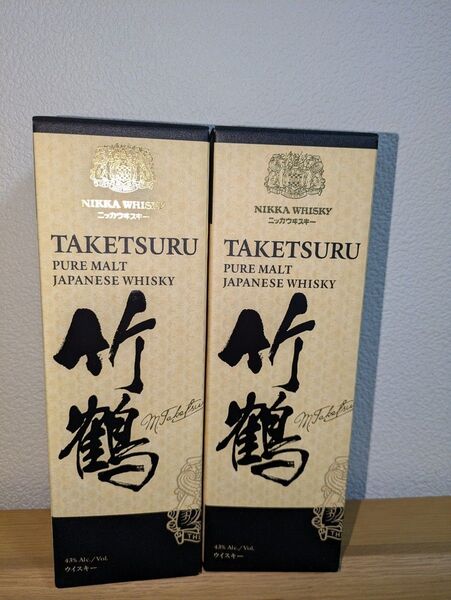 NIKKA WHISKY
ニッカウヰスキー
TAKETSURU
PURE MALT
JAPANESE WHISKY
竹鶴
M Taketsuru
43% Alc./Vol.
ウイスキー
NIKKA WHISKY
ニッカウヰスキー
TAKETSURU
PURE MALT
JAPANESE WHISKY
竹鶴
43% Alc./Vol.
ウイスキー